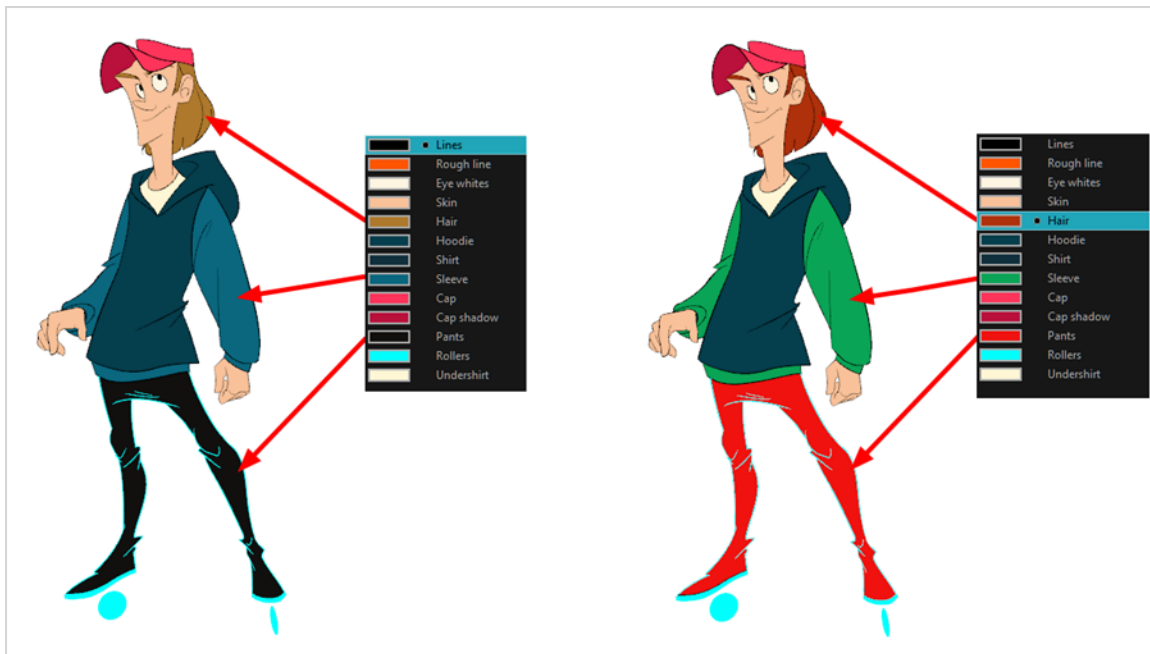 Lines
Rough line
Eye whites
Skin
Hair
Hoodie
Shirt
Sleeve
Cap
Cap shadow
Pants
Rollers
Undershirt
Lines
Rough line
Eye whites
Skin
Hair
Hoodie
Shirt
Sleeve
Cap
Cap shadow
Pants
Rollers
Undershirt